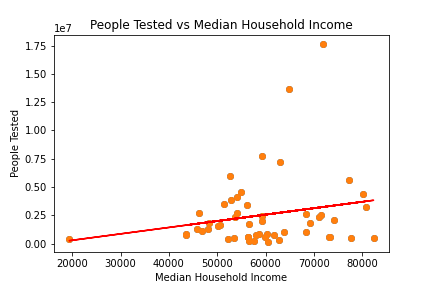 People Tested vs Median Household Income
1e7
1.75
1.50
1.25
1.00
0.75
0.50
0.25
0.00
People Tested
20000 30000 40000 50000 60000 70000 80000
Median Household Income